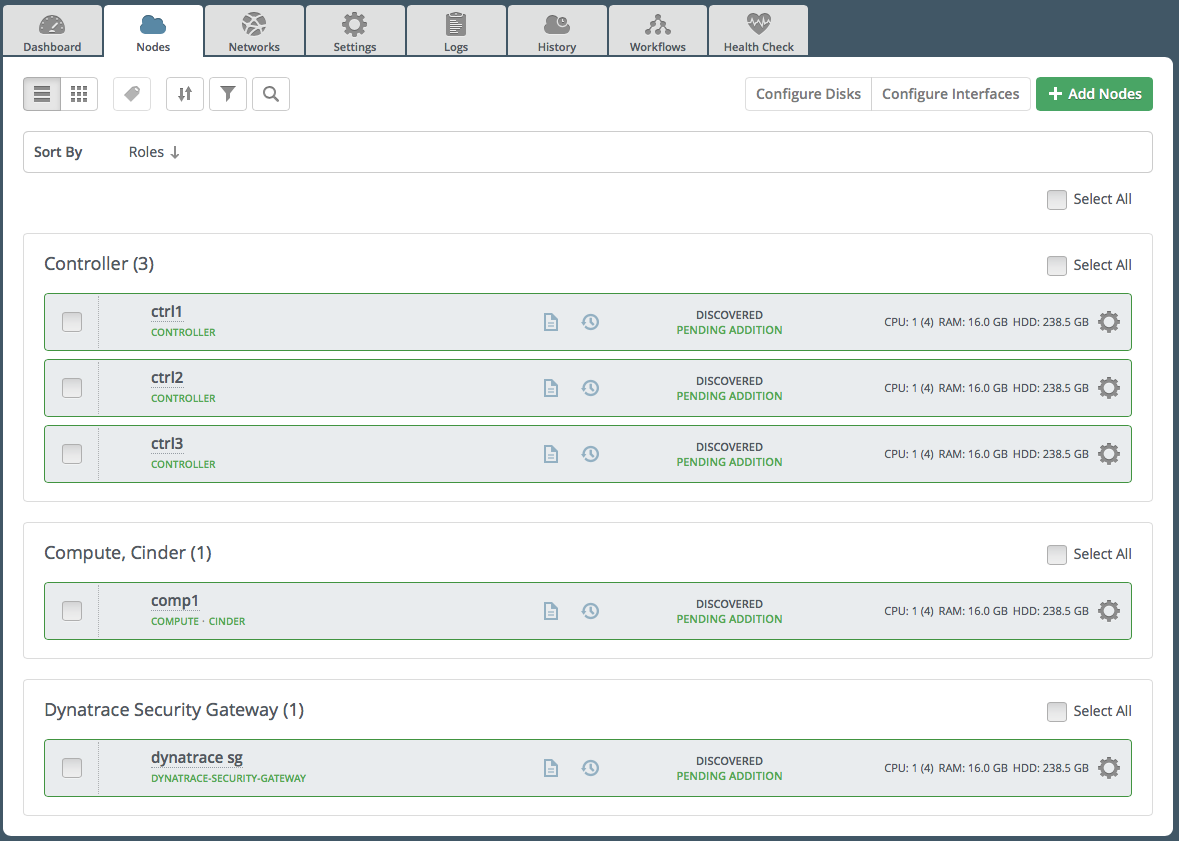 Dashboard Nodes Networks Settings Logs History Workflows Health Check
Configure Disks Configure Interfaces + Add Nodes
Sort By Roles ↓
Select All
Controller (3) Select All
ctrl1
CONTROLLER
DISCOVERED
PENDING ADDITION
CPU: 1 (4) RAM: 16.0 GB HDD: 238.5 GB
ctrl2
CONTROLLER
DISCOVERED
PENDING ADDITION
CPU: 1 (4) RAM: 16.0 GB HDD: 238.5 GB
ctrl3
CONTROLLER
DISCOVERED
PENDING ADDITION
CPU: 1 (4) RAM: 16.0 GB HDD: 238.5 GB
Compute, Cinder (1) Select All
comp1
COMPUTE · CINDER
DISCOVERED
PENDING ADDITION
CPU: 1 (4) RAM: 16.0 GB HDD: 238.5 GB
Dynatrace Security Gateway (1) Select All
dynatrace sg
DYNATRACE-SECURITY-GATEWAY
DISCOVERED
PENDING ADDITION
CPU: 1 (4) RAM: 16.0 GB HDD: 238.5 GB